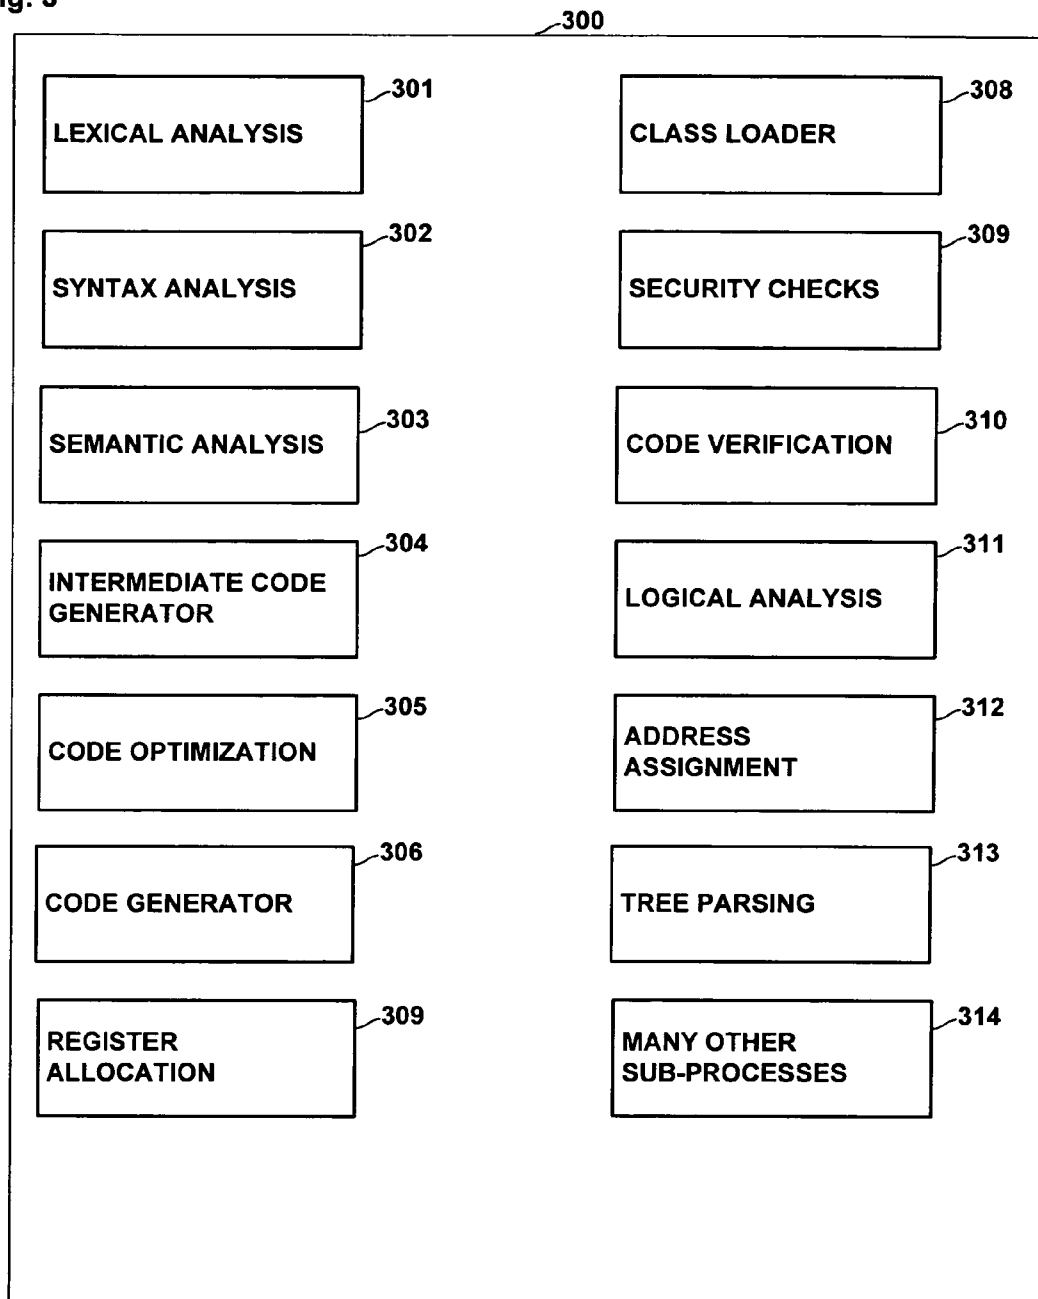 300
301
LEXICAL ANALYSIS
302
SYNTAX ANALYSIS
303
SEMANTIC ANALYSIS
304
INTERMEDIATE CODE
GENERATOR
305
CODE OPTIMIZATION
306
CODE GENERATOR
309
REGISTER
ALLOCATION
308
CLASS LOADER
309
SECURITY CHECKS
310
CODE VERIFICATION
311
LOGICAL ANALYSIS
312
ADDRESS
ASSIGNMENT
313
TREE PARSING
314
MANY OTHER
SUB-PROCESSES